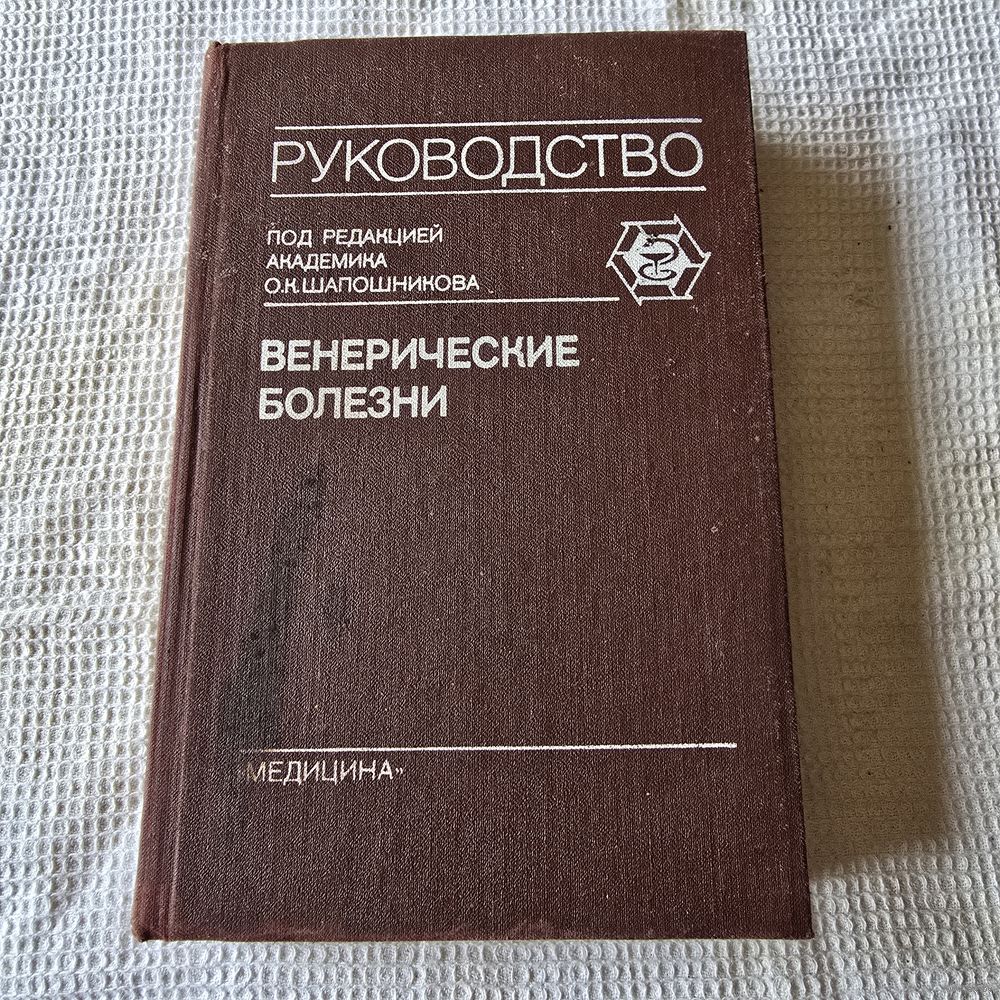 РУКОВОДСТВО
ПОД РЕДАКЦИЕЙ
АКАДЕМИКА
О.К.ШАПОШНИКОВА
ВЕНЕРИЧЕСКИЕ
БОЛЕЗНИ
«МЕДИЦИНА»